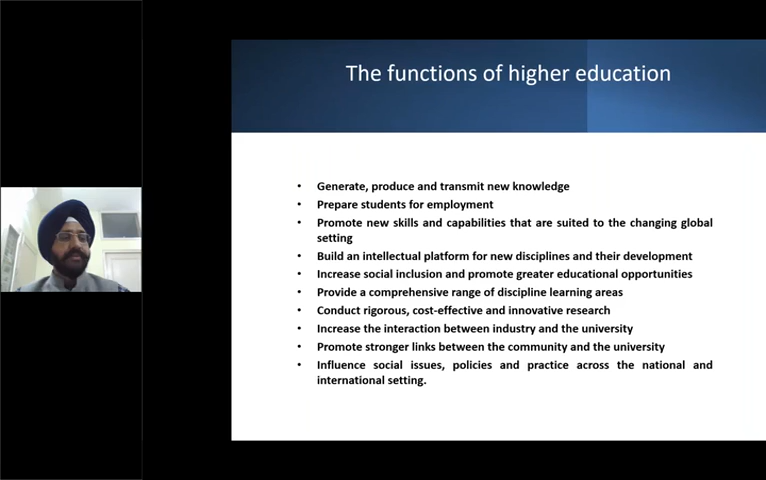 The functions of higher education
• Generate, produce and transmit new knowledge
• Prepare students for employment
• Promote new skills and capabilities that are suited to the changing global
setting
• Build an intellectual platform for new disciplines and their development
• Increase social inclusion and promote greater educational opportunities
• Provide a comprehensive range of discipline learning areas
• Conduct rigorous, cost-effective and innovative research
• Increase the interaction between industry and the university
• Promote stronger links between the community and the university
• Influence social issues, policies and practice across the national and
international setting.